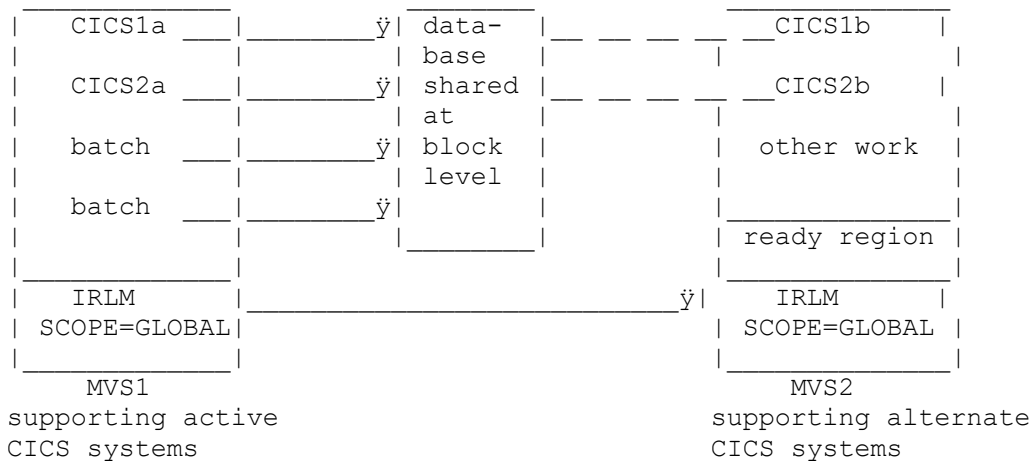 CICS1a ÿ data- CICS1b
base
CICS2a ÿ shared CICS2b
at
batch ÿ block other work
level
batch ÿ
ready region
IRLM ÿ IRLM
SCOPE=GLOBAL SCOPE=GLOBAL
MVS1 MVS2
supporting active supporting alternate
CICS systems CICS systems